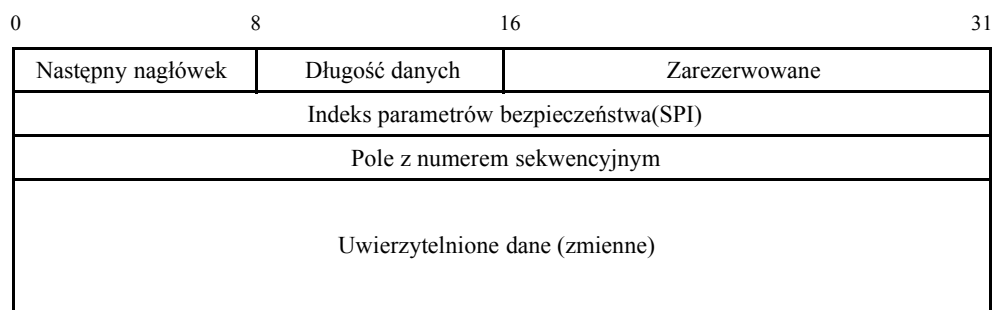 0 8 16 31
Następny nagłówek Długość danych Zarezerwowane
Indeks parametrów bezpieczeństwa(SPI)
Pole z numerem sekwencyjnym
Uwierzytelnione dane (zmienne)